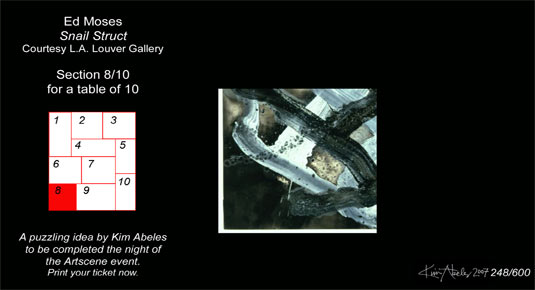 Ed Moses
Snail Struct
Courtesy L.A. Louver Gallery
Section 8/10
for a table of 10
1 2 3
4 5
6 7
8 9 10
A puzzling idea by Kim Abeles
to be completed the night of
the Artscene event.
Print your ticket now.
Kim Abeles 2007 248/600